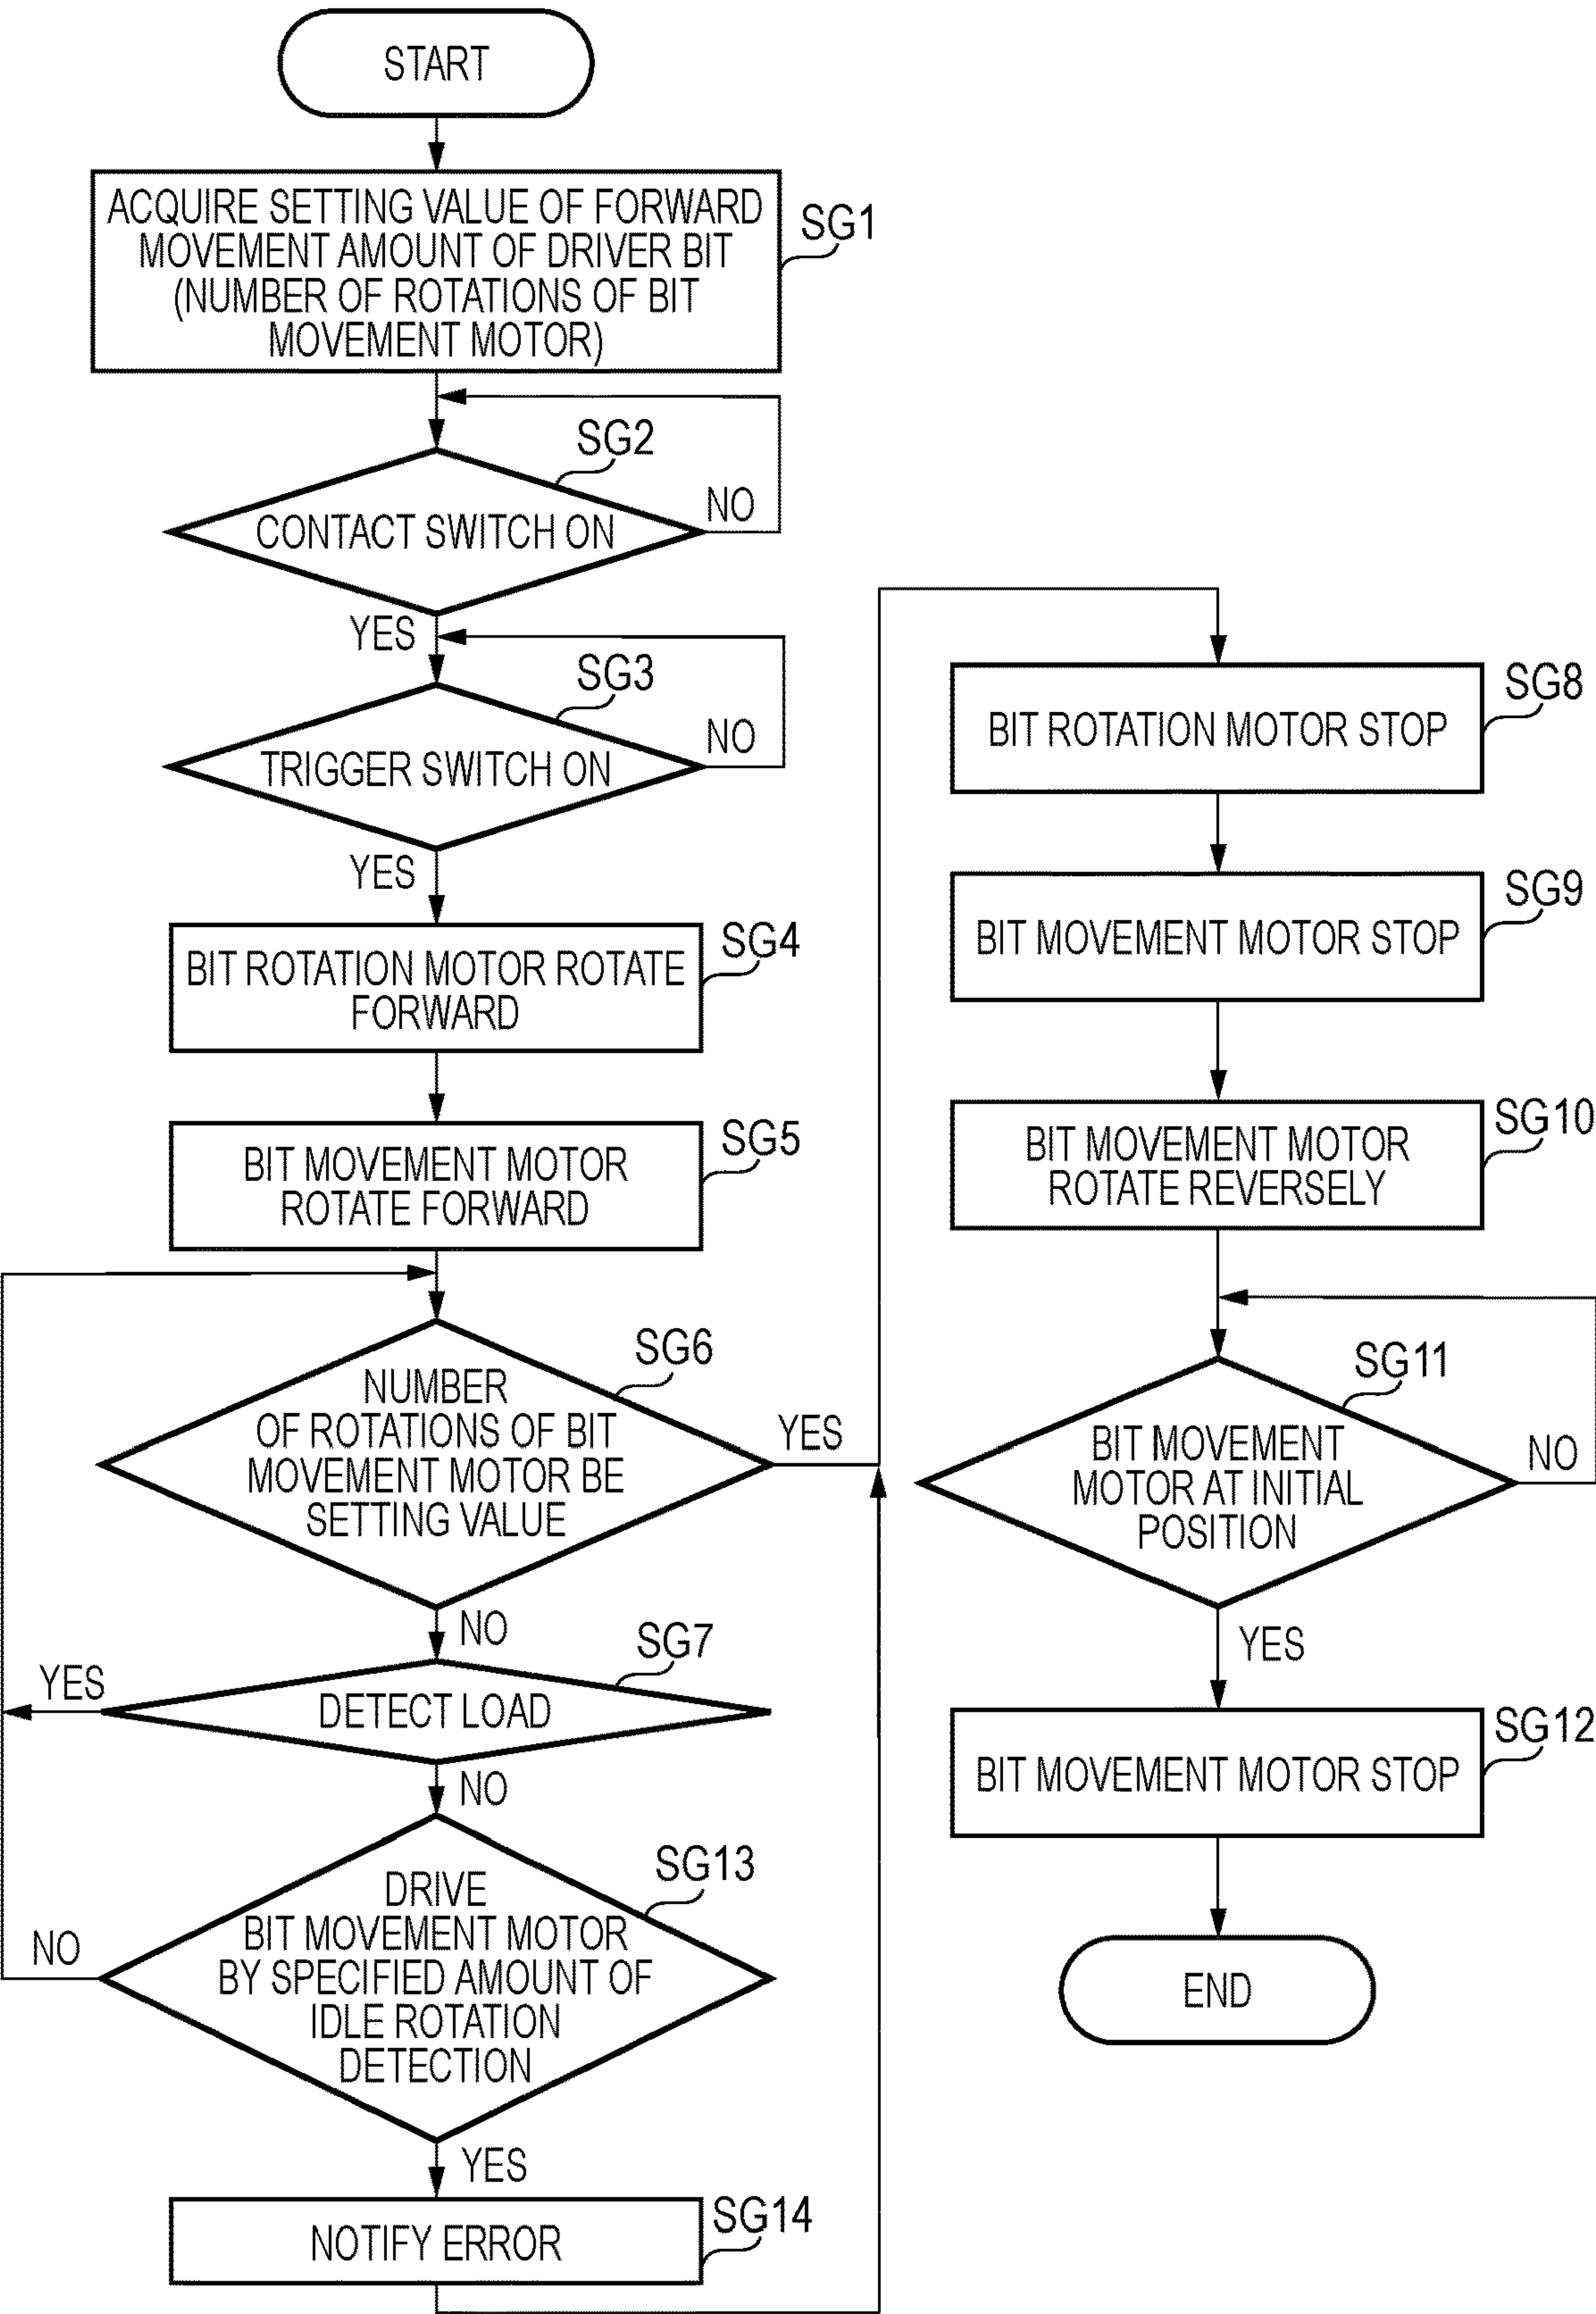 START
ACQUIRE SETTING VALUE OF FORWARD
MOVEMENT AMOUNT OF DRIVER BIT
(NUMBER OF ROTATIONS OF BIT
MOVEMENT MOTOR)
SG1
SG2
CONTACT SWITCH ON
NO
YES
SG3
TRIGGER SWITCH ON
NO
YES
SG4
BIT ROTATION MOTOR ROTATE
FORWARD
SG5
BIT MOVEMENT MOTOR
ROTATE FORWARD
SG6
NUMBER
OF ROTATIONS OF BIT
MOVEMENT MOTOR BE
SETTING VALUE
YES
NO
SG7
YES
DETECT LOAD
NO
SG13
DRIVE
BIT MOVEMENT MOTOR
BY SPECIFIED AMOUNT OF
IDLE ROTATION
DETECTION
NO
YES
SG14
NOTIFY ERROR
SG8
BIT ROTATION MOTOR STOP
SG9
BIT MOVEMENT MOTOR STOP
SG10
BIT MOVEMENT MOTOR
ROTATE REVERSELY
SG11
BIT MOVEMENT
MOTOR AT INITIAL
POSITION
NO
YES
SG12
BIT MOVEMENT MOTOR STOP
END